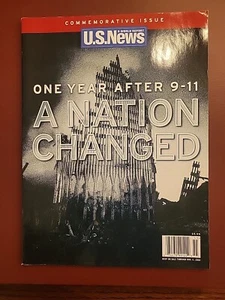 COMMEMORATIVE ISSUE
U.S.News
ONE YEAR AFTER 9-11
A NATION
CHANGED